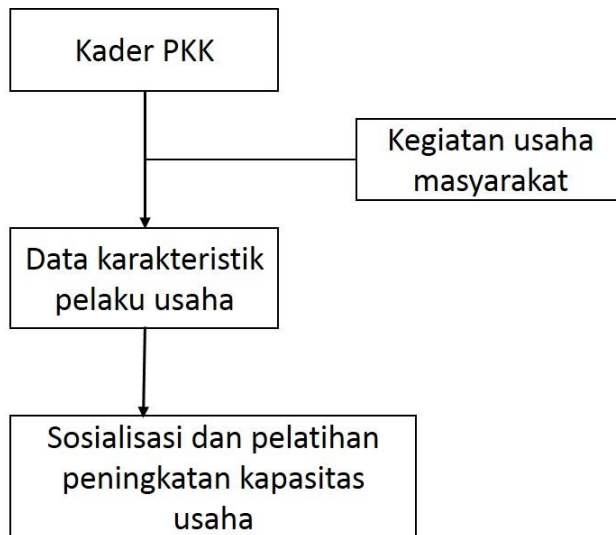 Kader PKK
Kegiatan usaha
masyarakat
Data karakteristik
pelaku usaha
Sosialisasi dan pelatihan
peningkatan kapasitas
usaha